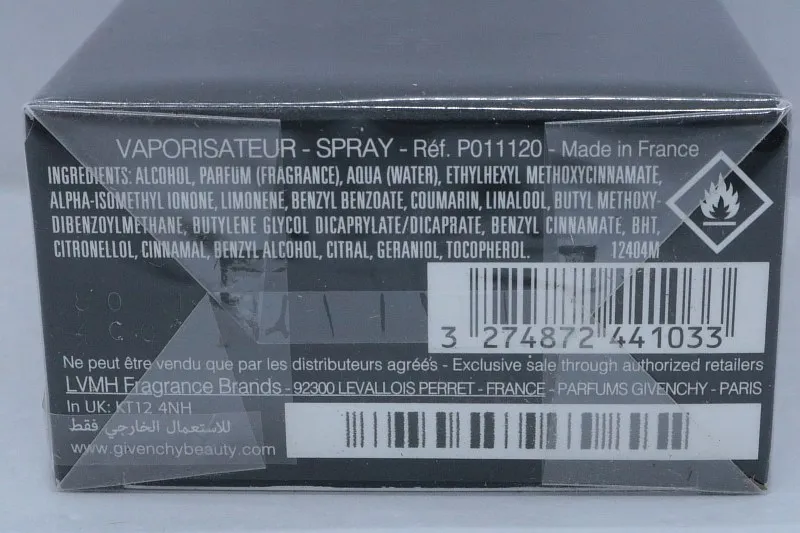 VAPORISATEUR - SPRAY - Réf. P011120 - Made in France
INGREDIENTS: ALCOHOL, PARFUM (FRAGRANCE), AQUA (WATER), ETHYLHEXYL METHOXYCINNAMATE,
ALPHA-ISOMETHYL IONONE, LIMONENE, BENZYL BENZOATE, COUMARIN, LINALOOL, BUTYL METHOXY-
DIBENZOYLMETHANE, BUTYLENE GLYCOL DICAPRYLATE/DICAPRATE, BENZYL CINNAMATE, BHT,
CITRONELLOL, CINNAMAL, BENZYL ALCOHOL, CITRAL, GERANIOL, TOCOPHEROL. 12404M
3 274872 441033
Ne peut être vendu que par les distributeurs agréés - Exclusive sale through authorized retailers
LVMH Fragrance Brands - 92300 LEVALLOIS PERRET - FRANCE - PARFUMS GIVENCHY - PARIS
In UK: KT12 4NH
للاستعمال الخارجي فقط
www.givenchybeauty.com